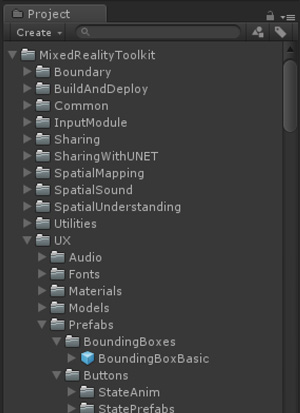 Project
Create
MixedRealityToolkit
Boundary
BuildAndDeploy
Common
InputModule
Sharing
SharingWithUNET
SpatialMapping
SpatialSound
SpatialUnderstanding
Utilities
UX
Audio
Fonts
Materials
Models
Prefabs
BoundingBoxes
BoundingBoxBasic
Buttons
StateAnim
StatePrefabs